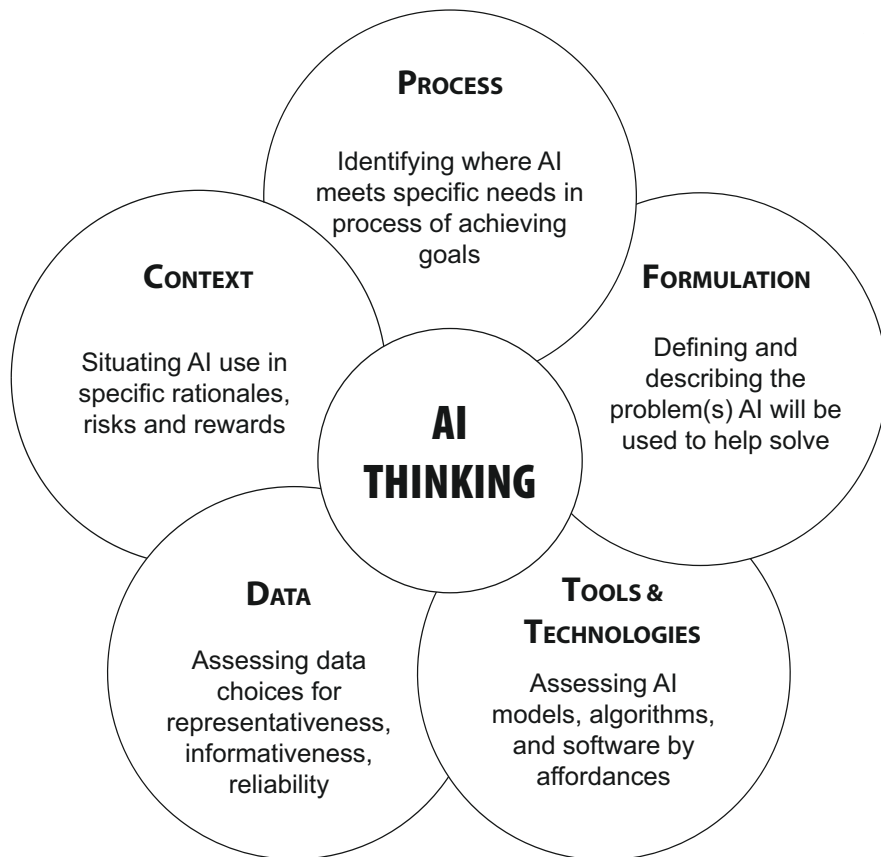 PROCESS
Identifying where AI
meets specific needs in
process of achieving
goals
CONTEXT
Situating AI use in
specific rationales,
risks and rewards
FORMULATION
Defining and
describing the
problem(s) AI will be
used to help solve
AI
THINKING
DATA
Assessing data
choices for
representativeness,
informativeness,
reliability
TOOLS &
TECHNOLOGIES
Assessing AI
models, algorithms,
and software by
affordances